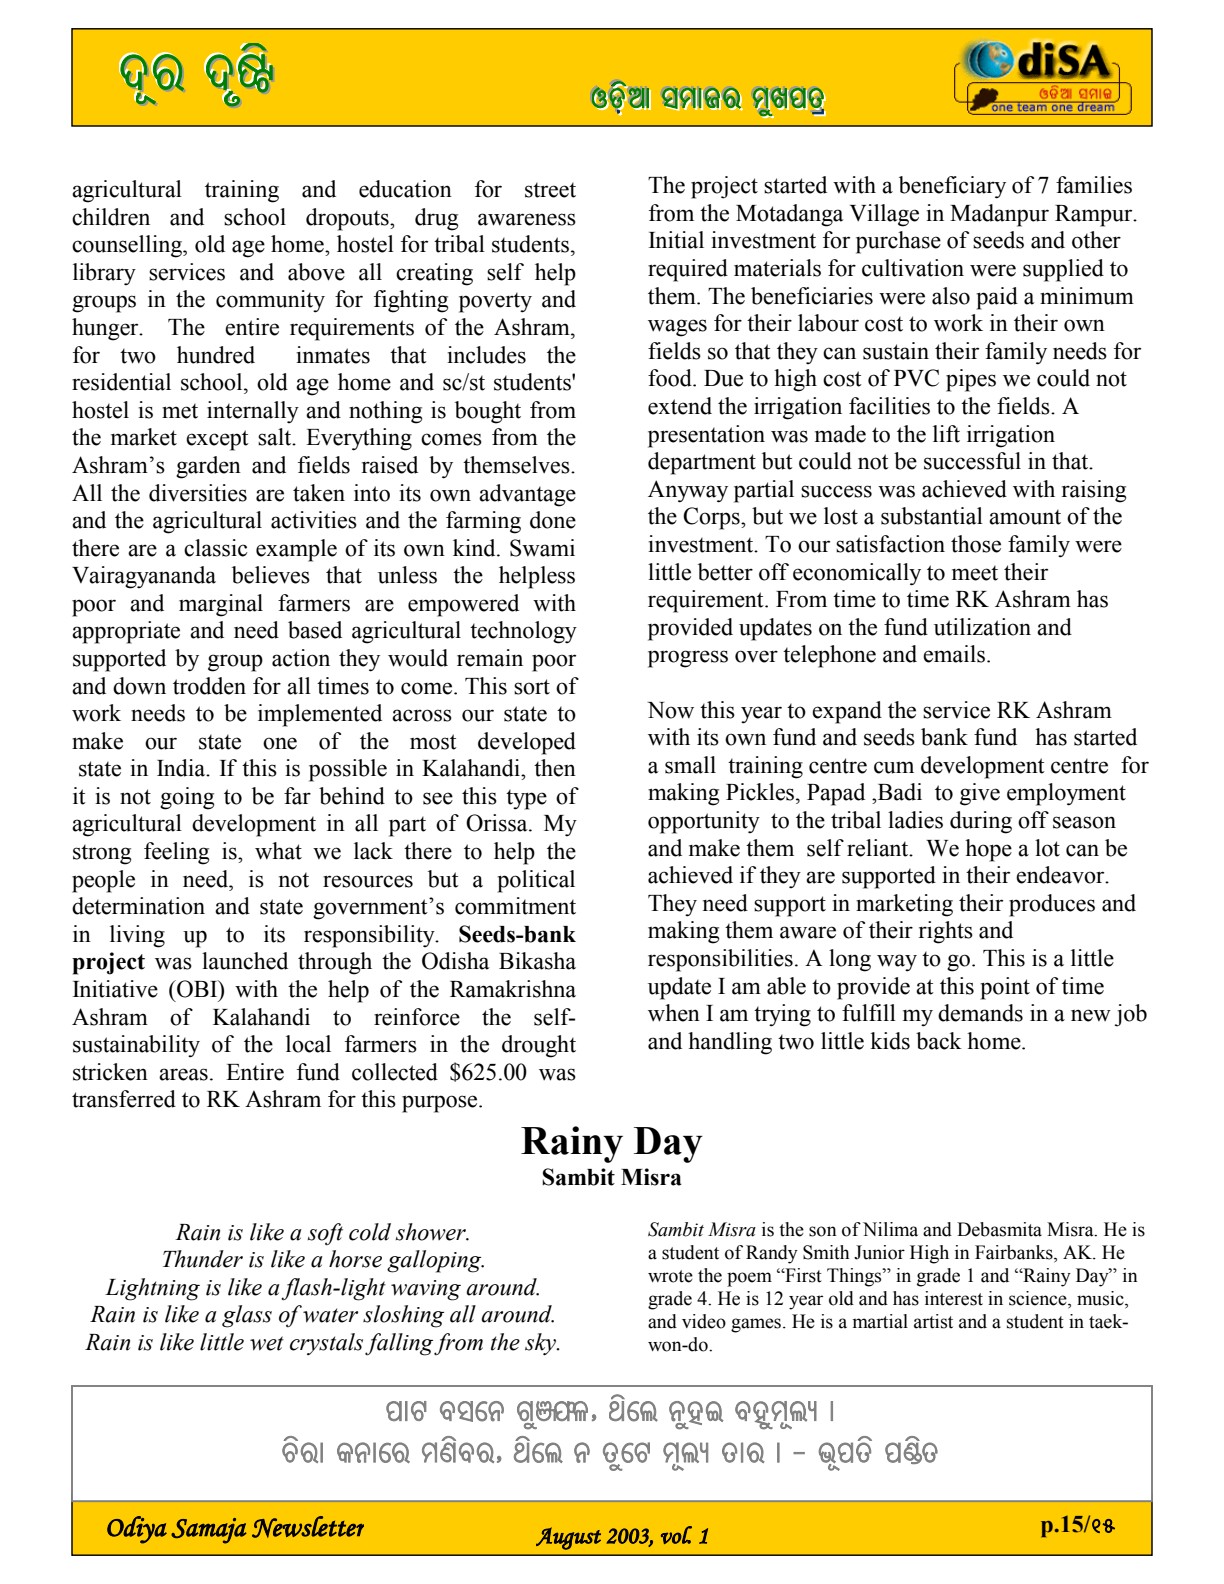 ଦୂର ଦୃଷ୍ଟି
ଓଡ଼ିଆ ସମାଜର ମୁଖପତ୍ର
OdiSA
ଓଡ଼ିଆ ସମାଜ
one team one dream
agricultural training and education for street
children and school dropouts, drug awareness
counselling, old age home, hostel for tribal students,
library services and above all creating self help
groups in the community for fighting poverty and
hunger. The entire requirements of the Ashram,
for two hundred inmates that includes the
residential school, old age home and sc/st students'
hostel is met internally and nothing is bought from
the market except salt. Everything comes from the
Ashram’s garden and fields raised by themselves.
All the diversities are taken into its own advantage
and the agricultural activities and the farming done
there are a classic example of its own kind. Swami
Vairagyananda believes that unless the helpless
poor and marginal farmers are empowered with
appropriate and need based agricultural technology
supported by group action they would remain poor
and down trodden for all times to come. This sort of
work needs to be implemented across our state to
make our state one of the most developed
state in India. If this is possible in Kalahandi, then
it is not going to be far behind to see this type of
agricultural development in all part of Orissa. My
strong feeling is, what we lack there to help the
people in need, is not resources but a political
determination and state government’s commitment
in living up to its responsibility. Seeds-bank
project was launched through the Odisha Bikasha
Initiative (OBI) with the help of the Ramakrishna
Ashram of Kalahandi to reinforce the self-
sustainability of the local farmers in the drought
stricken areas. Entire fund collected $625.00 was
transferred to RK Ashram for this purpose.
The project started with a beneficiary of 7 families
from the Motadanga Village in Madanpur Rampur.
Initial investment for purchase of seeds and other
required materials for cultivation were supplied to
them. The beneficiaries were also paid a minimum
wages for their labour cost to work in their own
fields so that they can sustain their family needs for
food. Due to high cost of PVC pipes we could not
extend the irrigation facilities to the fields. A
presentation was made to the lift irrigation
department but could not be successful in that.
Anyway partial success was achieved with raising
the Corps, but we lost a substantial amount of the
investment. To our satisfaction those family were
little better off economically to meet their
requirement. From time to time RK Ashram has
provided updates on the fund utilization and
progress over telephone and emails.
Now this year to expand the service RK Ashram
with its own fund and seeds bank fund has started
a small training centre cum development centre for
making Pickles, Papad ,Badi to give employment
opportunity to the tribal ladies during off season
and make them self reliant. We hope a lot can be
achieved if they are supported in their endeavor.
They need support in marketing their produces and
making them aware of their rights and
responsibilities. A long way to go. This is a little
update I am able to provide at this point of time
when I am trying to fulfill my demands in a new job
and handling two little kids back home.
Rainy Day
Sambit Misra
Rain is like a soft cold shower.
Thunder is like a horse galloping.
Lightning is like a flash-light waving around.
Rain is like a glass of water sloshing all around.
Rain is like little wet crystals falling from the sky.
Sambit Misra is the son of Nilima and Debasmita Misra. He is
a student of Randy Smith Junior High in Fairbanks, AK. He
wrote the poem “First Things” in grade 1 and “Rainy Day” in
grade 4. He is 12 year old and has interest in science, music,
and video games. He is a martial artist and a student in taek-
won-do.
ପାଟ ବସନେ ଗୁଞ୍ଜଫଳ, ଥିଲେ ନୁହଇ ବହୁମୂଲ୍ୟ ।
ଚିରା କନାରେ ମଣିବର, ଥିଲେ ନ ତୁଟେ ମୂଲ୍ୟ ତାର । – ଭୂପତି ପଣ୍ଡିତ
Odiya Samaja Newsletter
August 2003, vol. 1
p.15/୧୫